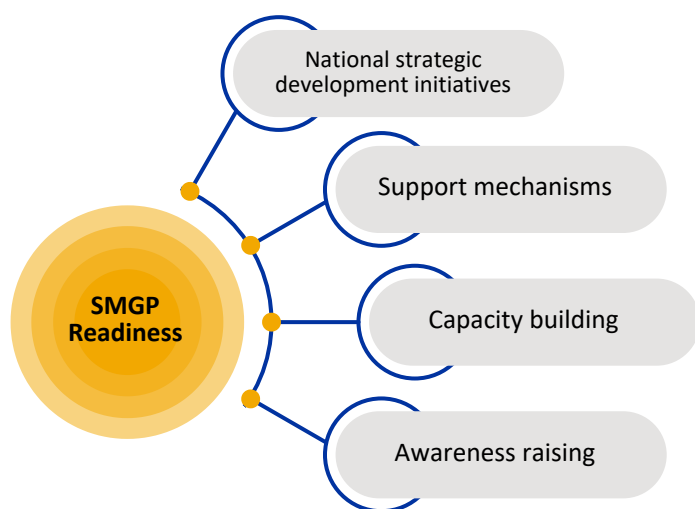 National strategic
development initiatives
Support mechanisms
SMGP
Readiness
Capacity building
Awareness raising